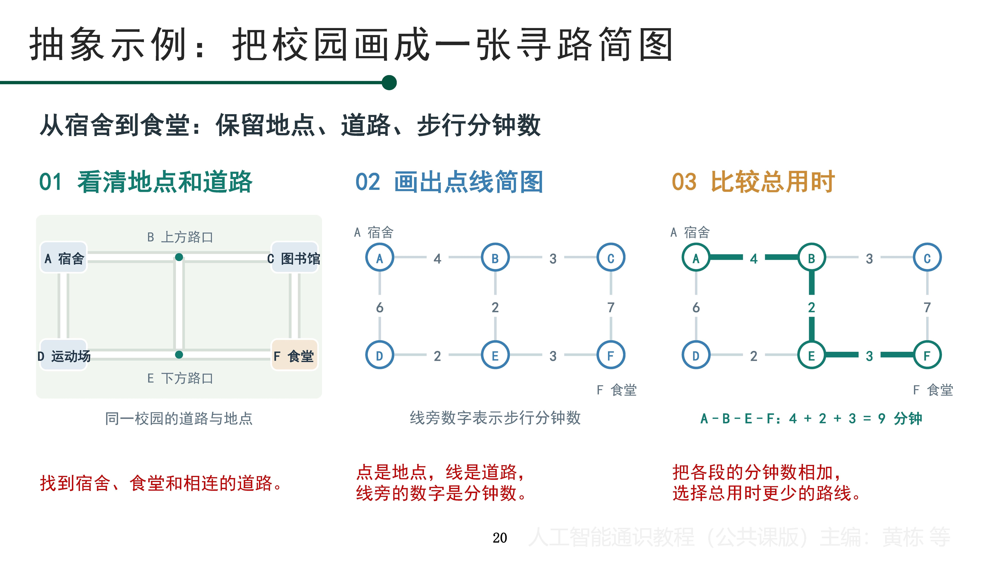 抽象示例：把校园画成一张寻路简图
从宿舍到食堂：保留地点、道路、步行分钟数
01 看清地点和道路
B 上方路口
A 宿舍
C 图书馆
D 运动场
F 食堂
E 下方路口
同一校园的道路与地点
找到宿舍、食堂和相连的道路。
02 画出点线简图
A 宿舍
A 4 B 3 C
6 2 7
D 2 E 3 F
F 食堂
线旁数字表示步行分钟数
点是地点，线是道路，
线旁的数字是分钟数。
03 比较总用时
A 宿舍
A 4 B 3 C
6 2 7
D 2 E 3 F
F 食堂
A-B-E-F：4 + 2 + 3 = 9 分钟
把各段的分钟数相加，
选择总用时更少的路线。
20
人工智能通识教程（公共课版）主编：黄栋 等